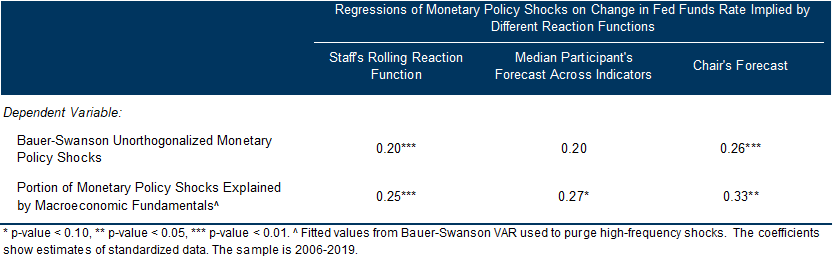 Regressions of Monetary Policy Shocks on Change in Fed Funds Rate Implied by
Different Reaction Functions
Staff's Rolling Reaction
Function
Median Participant's
Forecast Across Indicators
Chair's Forecast
Dependent Variable:
Bauer-Swanson Unorthogonalized Monetary
Policy Shocks
0.20***
0.20
0.26***
Portion of Monetary Policy Shocks Explained
by Macroeconomic Fundamentals^
0.25***
0.27*
0.33**
* p-value < 0.10, ** p-value < 0.05, *** p-value < 0.01. ^ Fitted values from Bauer-Swanson VAR used to purge high-frequency shocks.  The coefficients
show estimates of standardized data. The sample is 2006-2019.